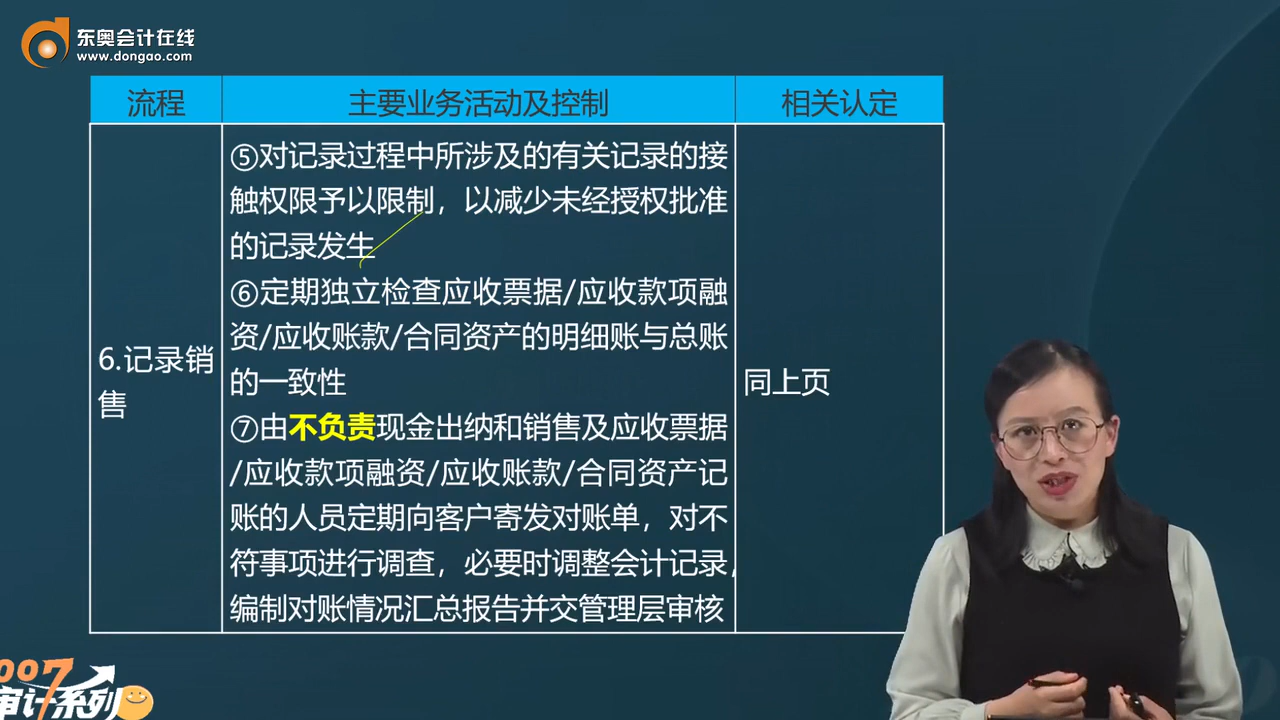 东奥会计在线
www.dongao.com
流程
主要业务活动及控制
相关认定
6.记录销
售
⑤对记录过程中所涉及的有关记录的接
触权限予以限制，以减少未经授权批准
的记录发生
⑥定期独立检查应收票据/应收款项融
资/应收账款/合同资产的明细账与总账
的一致性
⑦由不负责现金出纳和销售及应收票据
/应收款项融资/应收账款/合同资产记
账的人员定期向客户寄发对账单，对不
符事项进行调查，必要时调整会计记录，
编制对账情况汇总报告并交管理层审核
同上页
007
审计系列